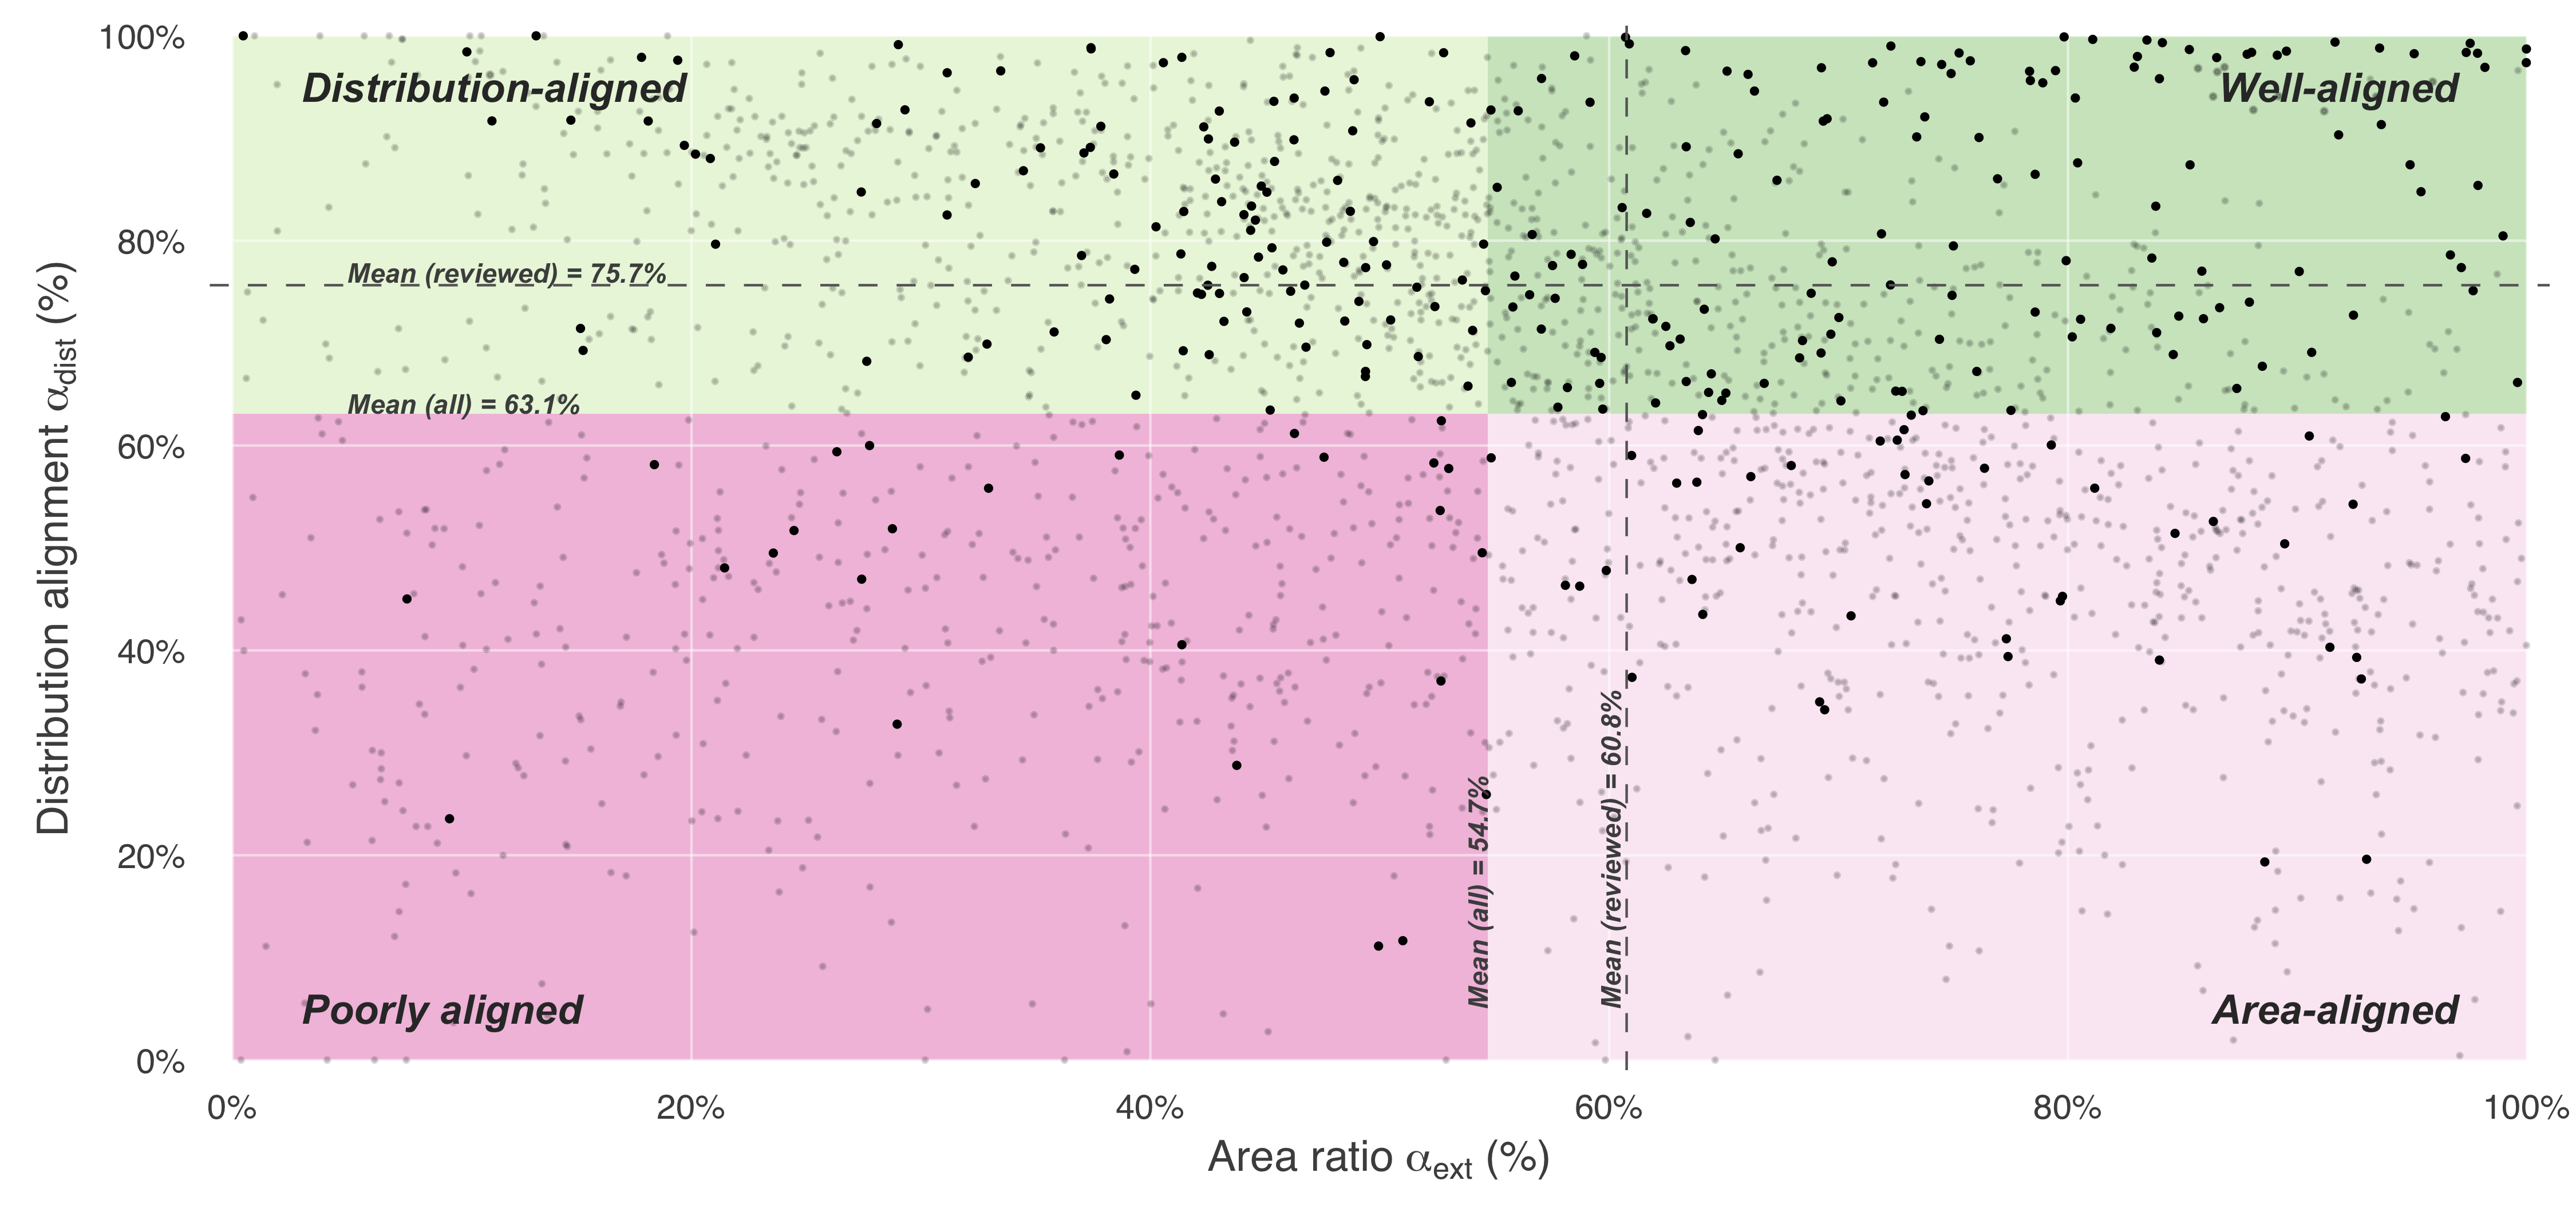 100%
Distribution-aligned
Well-aligned
80%
Mean (reviewed) = 75.7%
Mean (all) = 63.1%
60%
Distribution alignment αdist (%)
40%
Mean (all) = 54.7%
Mean (reviewed) = 60.8%
20%
Poorly aligned
Area-aligned
0%
0% 20% 40% 60% 80% 100%
Area ratio αext (%)